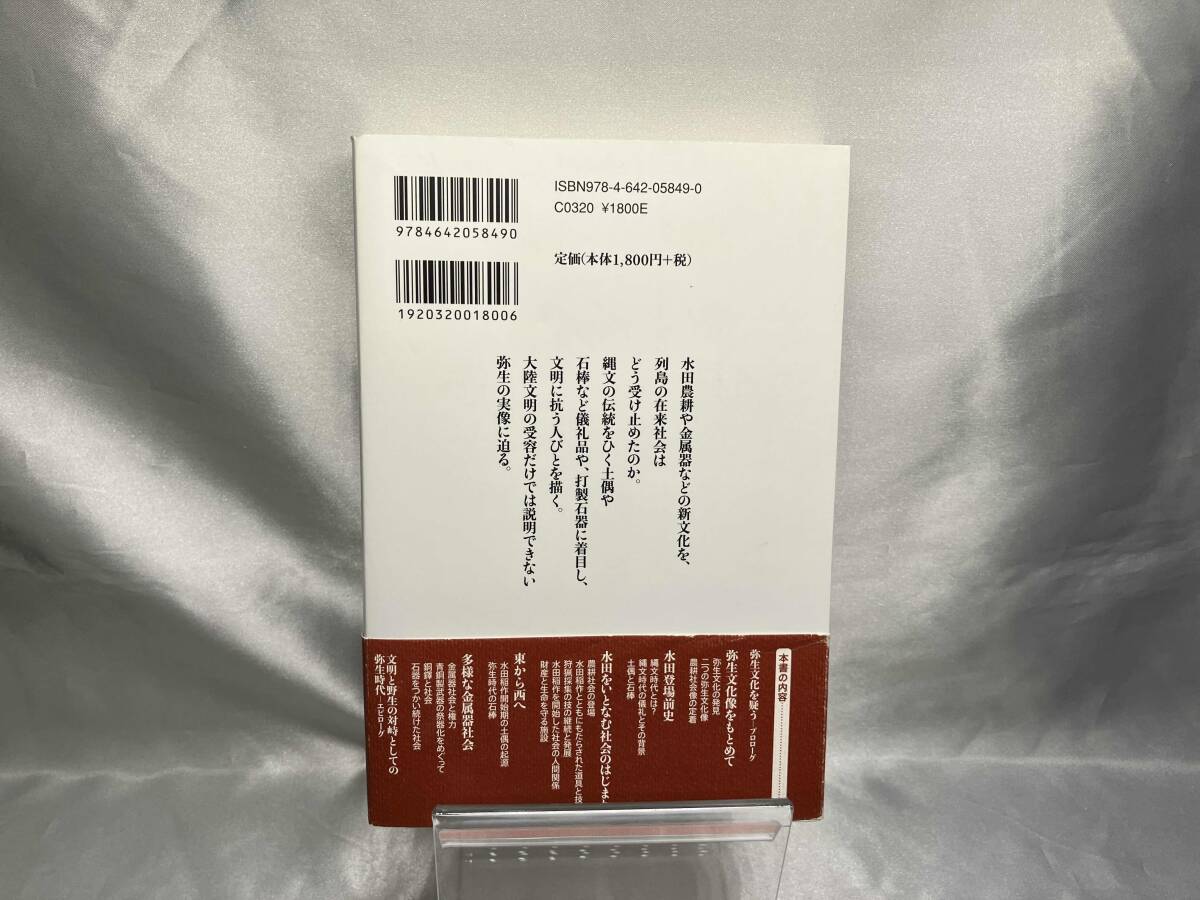 ISBN978-4-642-05849-0
C0320 ¥1800E
9784642058490
定価(本体1,800円+税)
1920320018006
水田農耕や金属器などの新文化を、
列島の在来社会は
どう受け止めたのか。
縄文の伝統をひく土偶や
石棒など儀礼品や、打製石器に着目し、
文明に抗う人びとを描く。
大陸文明の受容だけでは説明できない
弥生の実像に迫る。
本書の内容
弥生文化を疑う―プロローグ
弥生文化像をもとめて
弥生文化の発見
二つの弥生文化像
農耕社会像の定着
水田登場前史
縄文時代とは?
縄文時代の儀礼とその背景
土偶と石棒
水田をいとなむ社会のはじまり
農耕社会の登場
水田稲作とともにもたらされた道具と技
狩猟採集の技の継続と発展
水田稲作を開始した社会の人間関係
財産と生命を守る施設
東から西へ
水田稲作開始期の土偶の起源
弥生時代の石棒
多様な金属器社会
金属器社会と権力
青銅製武器の祭器化をめぐって
銅鐸と社会
石器をつかい続けた社会
文明と野生の対峙としての
弥生時代―エピローグ